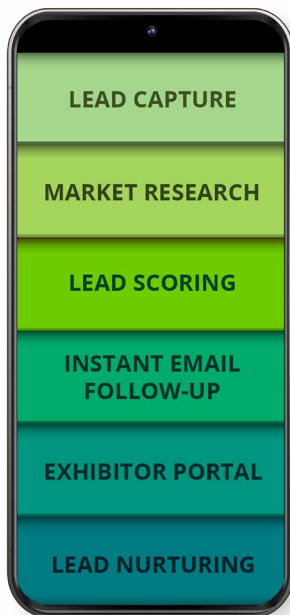 LEAD CAPTURE
MARKET RESEARCH
LEAD SCORING
INSTANT EMAIL
FOLLOW-UP
EXHIBITOR PORTAL
LEAD NURTURING